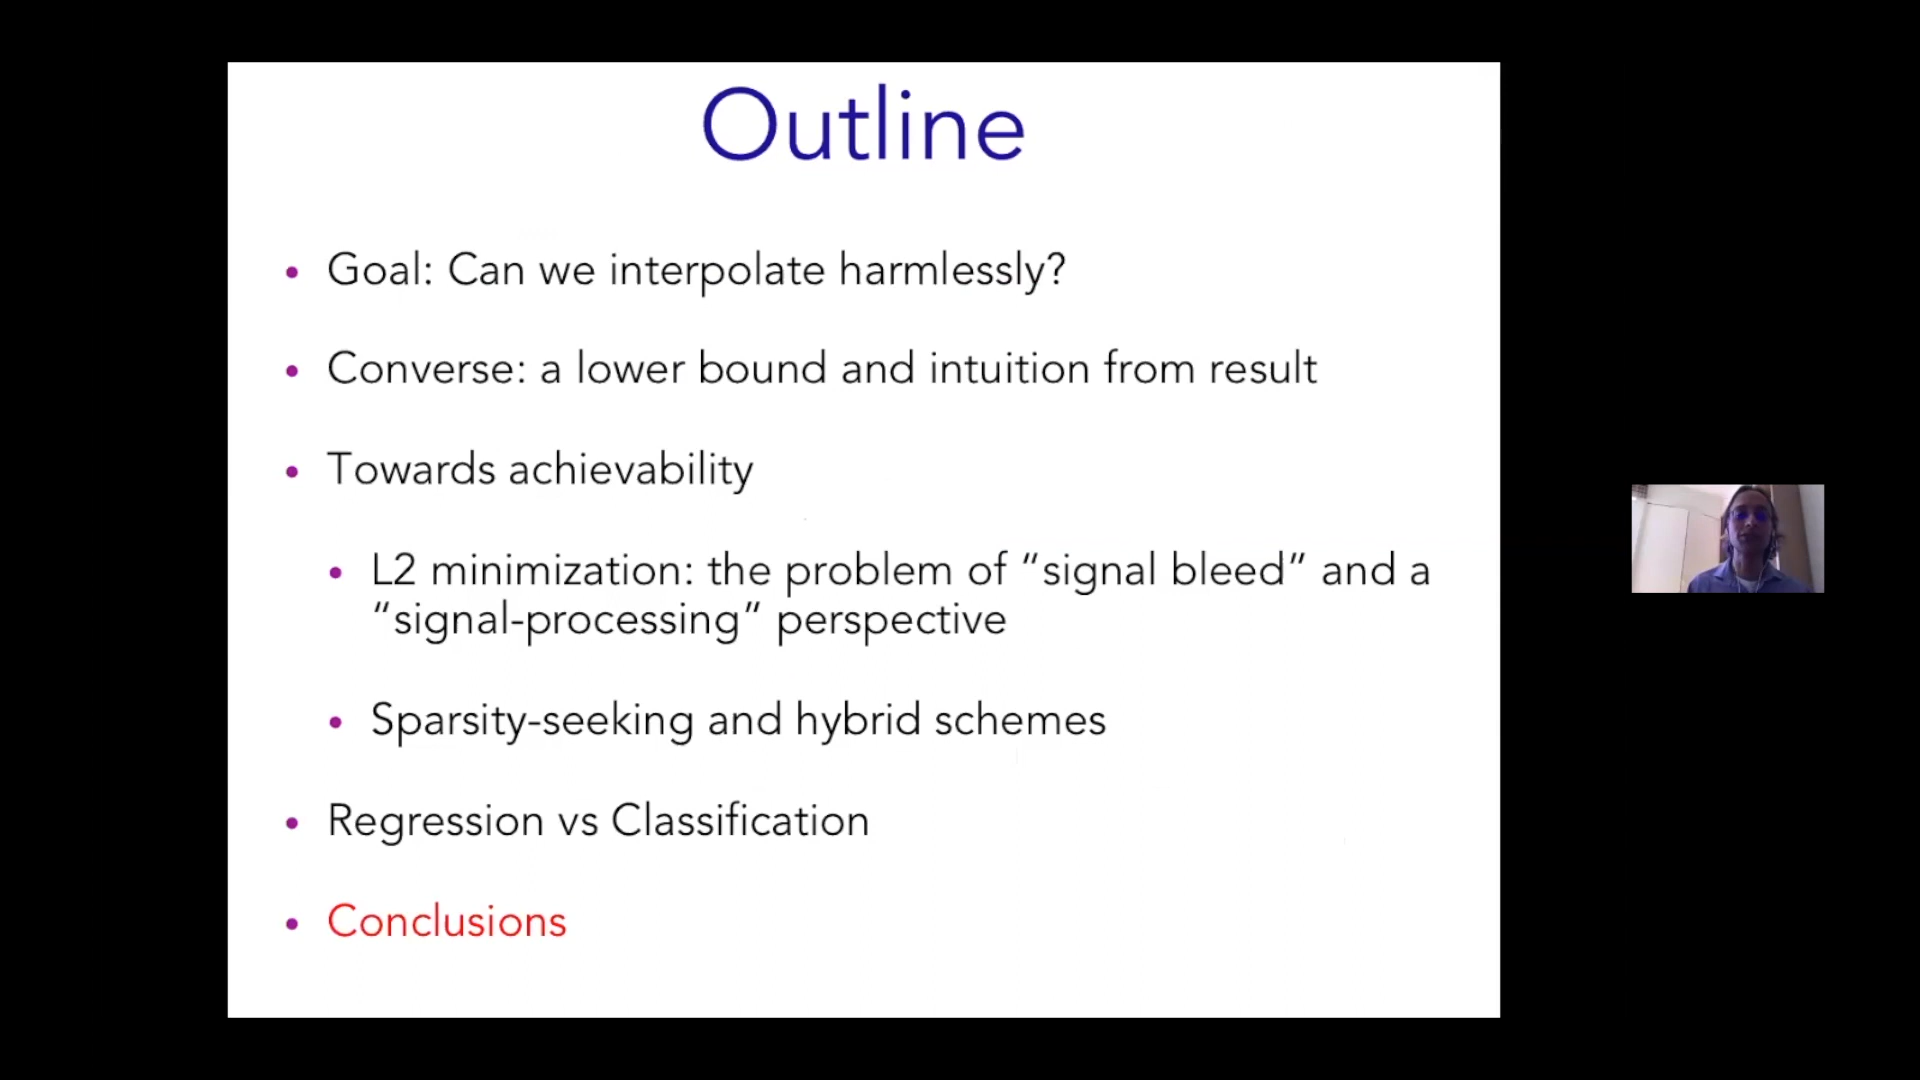 Outline
• Goal: Can we interpolate harmlessly?
• Converse: a lower bound and intuition from result
• Towards achievability
• L2 minimization: the problem of “signal bleed” and a
“signal-processing” perspective
• Sparsity-seeking and hybrid schemes
• Regression vs Classification
• Conclusions